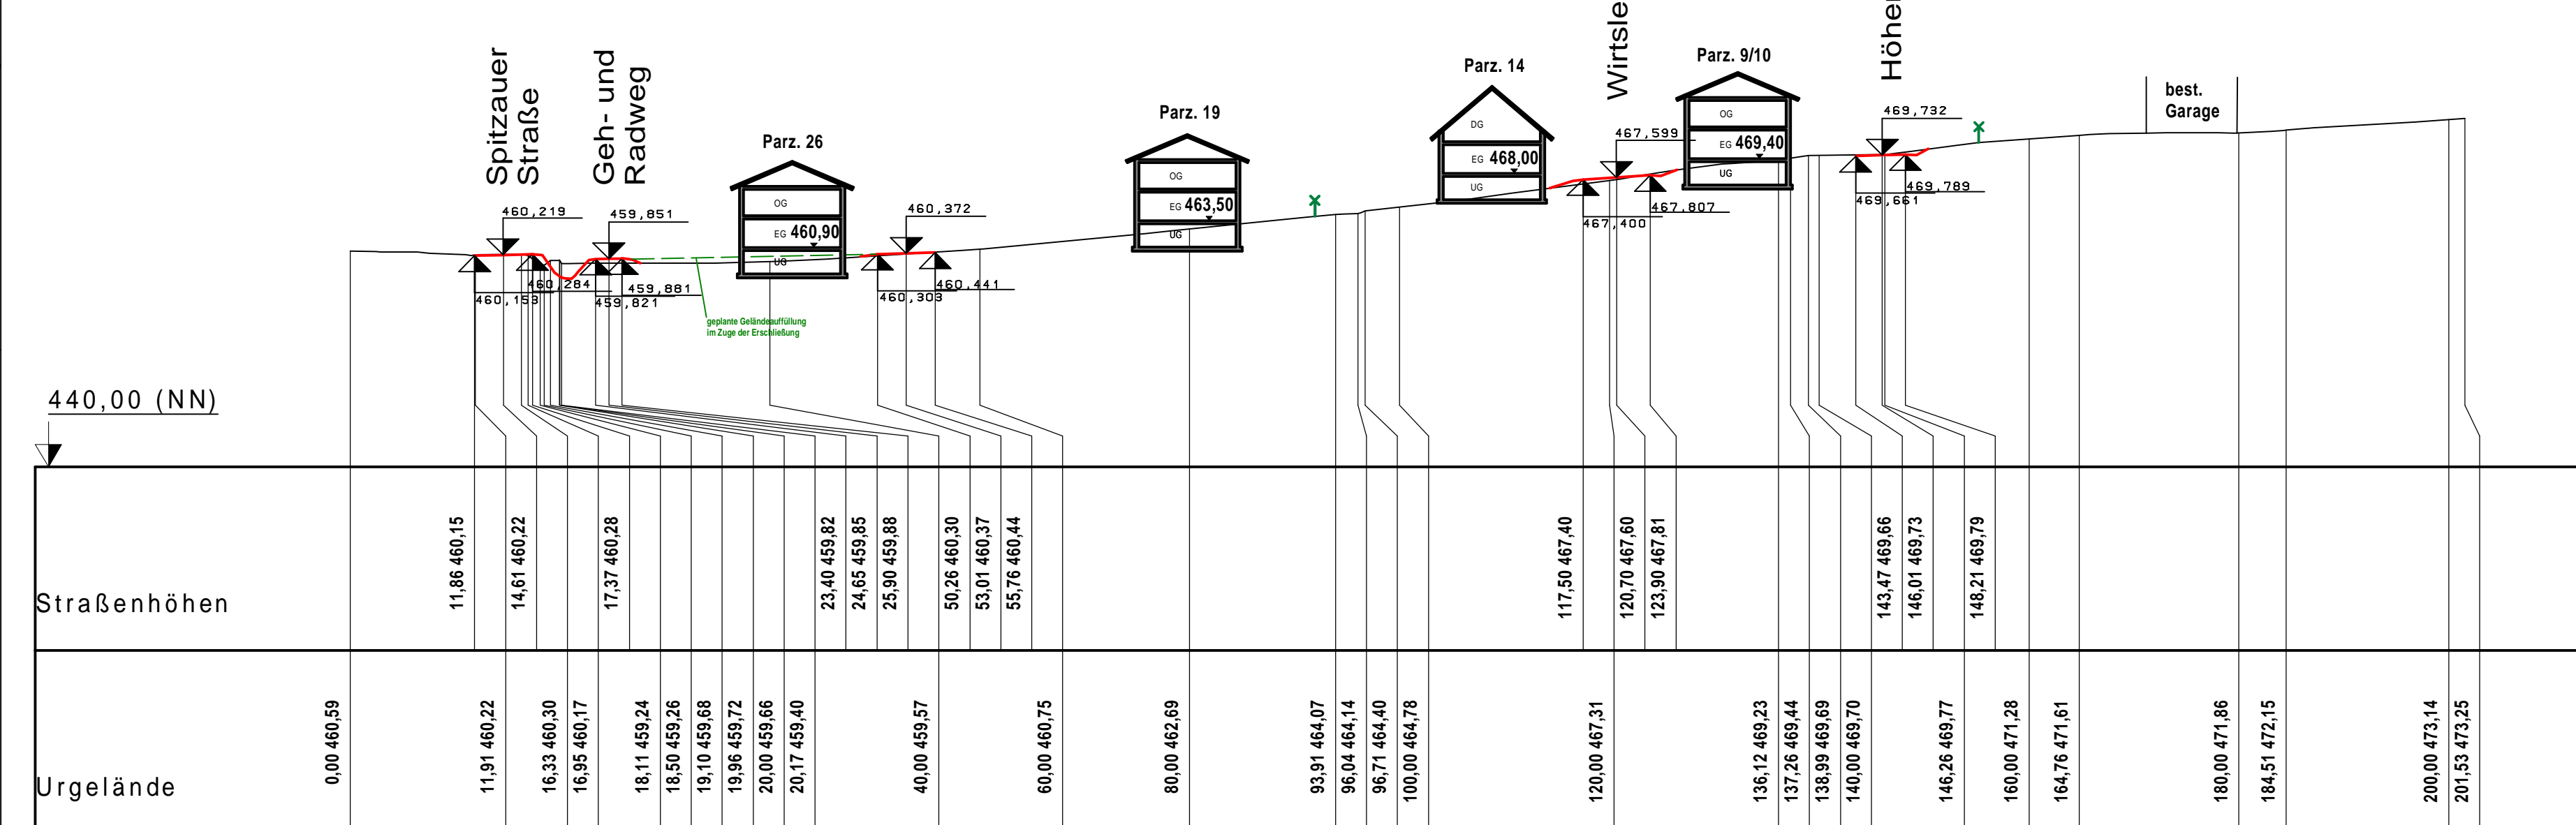 Spitzauer
Straße
Geh- und
Radweg
Wirtsle
Höher
Parz. 26
OG
EG 460,90
UG
Parz. 19
OG
EG 463,50
UG
Parz. 14
DG
EG 468,00
UG
Parz. 9/10
OG
EG 469,40
UG
best.
Garage
460,219
459,851
460,372
467,599
469,732
460,153
460,284
459,821
459,881
460,303
460,441
467,400
467,807
469,661
469,789
geplante Geländeauffüllung
im Zuge der Erschließung
440,00 (NN)
Straßenhöhen
11,86 460,15
14,61 460,22
17,37 460,28
23,40 459,82
24,65 459,85
25,90 459,88
50,26 460,30
53,01 460,37
55,76 460,44
117,50 467,40
120,70 467,60
123,90 467,81
143,47 469,66
146,01 469,73
148,21 469,79
Urgelände
0,00 460,59
11,91 460,22
16,33 460,30
16,95 460,17
18,11 459,24
18,50 459,26
19,10 459,68
19,96 459,72
20,00 459,66
20,17 459,40
40,00 459,57
60,00 460,75
80,00 462,69
93,91 464,07
96,04 464,14
96,71 464,40
100,00 464,78
120,00 467,31
136,12 469,23
137,26 469,44
138,99 469,69
140,00 469,70
146,26 469,77
160,00 471,28
164,76 471,61
180,00 471,86
184,51 472,15
200,00 473,14
201,53 473,25